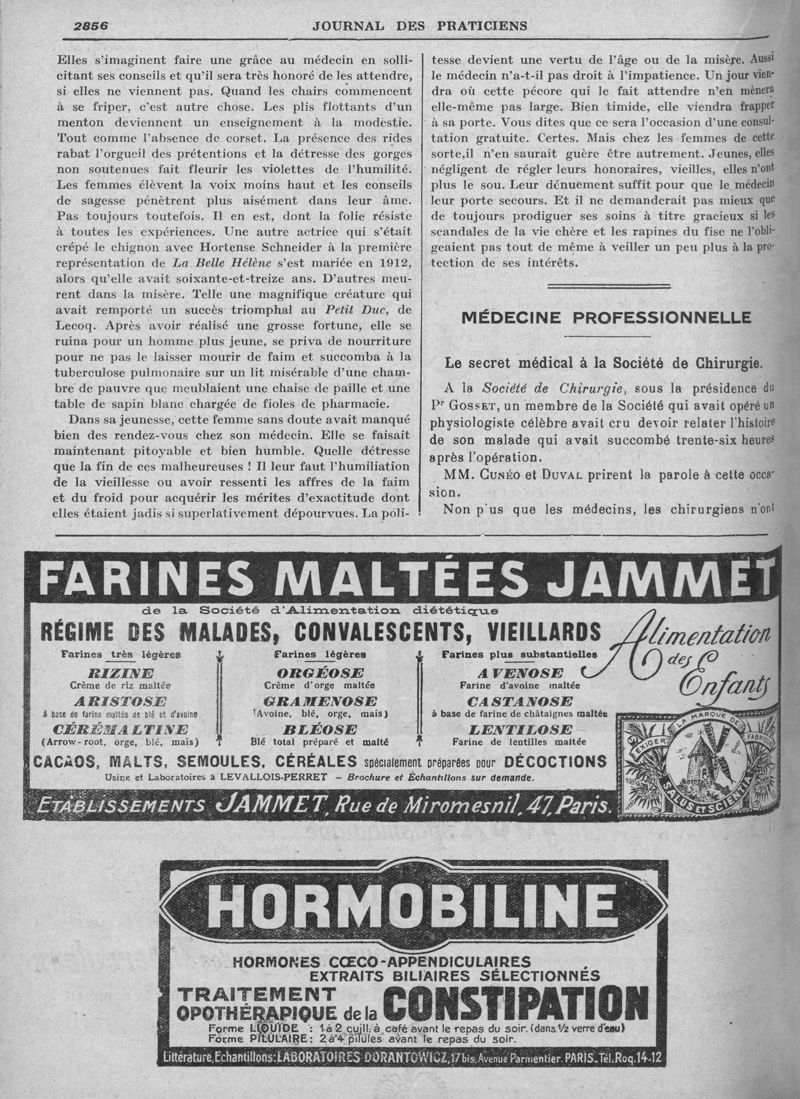 2856
JOURNAL DES PRATICIENS
Elles s'imaginent faire une grâce au médecin en solli-
citant ses conseils et qu'il sera très honoré de les attendre,
si elles ne viennent pas. Quand les chairs commencent
à se friper, c'est autre chose. Les plis flottants d'un
menton deviennent un enseignement à la modestie.
Tout comme l'absence de corset. La présence des rides
rabat l'orgueil des prétentions et la détresse des gorges
non soutenues fait fleurir les violettes de l'humilité.
Les femmes élèvent la voix moins haut et les conseils
de sagesse pénètrent plus aisément dans leur âme.
Pas toujours toutefois. Il en est, dont la folie résiste
à toutes les expériences. Une autre actrice qui s'était
crépé le chignon avec Hortense Schneider à la première
représentation de La Belle Hélène s'est mariée en 1912,
alors qu'elle avait soixante-et-treize ans. D'autres meu-
rent dans la misère. Telle une magnifique créature qui
avait remporté un succès triomphal au Petit Duc, de
Lecoq. Après avoir réalisé une grosse fortune, elle se
ruina pour un homme plus jeune, se priva de nourriture
pour ne pas le laisser mourir de faim et succomba à la
tuberculose pulmonaire sur un lit misérable d'une cham-
bre de pauvre que meublaient une chaise de paille et une
table de sapin blanc chargée de fioles de pharmacie.
Dans sa jeunesse, cette femme sans doute avait manqué
bien des rendez-vous chez son médecin. Elle se faisait
maintenant pitoyable et bien humble. Quelle détresse
que la fin de ces malheureuses ! Il leur faut l'humiliation
de la vieillesse ou avoir ressenti les affres de la faim
et du froid pour acquérir les mérites d'exactitude dont
elles étaient jadis si superlativement dépourvues. La poli-
tesse devient une vertu de l'âge ou de la misère. Aussi
le médecin n'a-t-il pas droit à l'impatience. Un jour vien-
dra où cette pécore qui le fait attendre n'en mènera
elle-même pas large. Bien timide, elle viendra frapper
à sa porte. Vous dites que ce sera l'occasion d'une consul-
tation gratuite. Certes. Mais chez les femmes de cette
sorte, il n'en saurait guère être autrement. Jeunes, elles
négligent de régler leurs honoraires, vieilles, elles n'ont
plus le sou. Leur dénuement suffit pour que le médecin
leur porte secours. Et il ne demanderait pas mieux que
de toujours prodiguer ses soins à titre gracieux si les
scandales de la vie chère et les rapines du fisc ne l'obli-
geaient pas tout de même à veiller un peu plus à la pro-
tection de ses intérêts.
MÉDECINE PROFESSIONNELLE
Le secret médical à la Société de Chirurgie.
A la Société de Chirurgie, sous la présidence du
Pr GOSSET, un membre de la Société qui avait opéré un
physiologiste célèbre avait cru devoir relater l'histoire
de son malade qui avait succombé trente-six heures
après l'opération.
MM. CUNÉO et DUVAL prirent la parole à cette occa-
sion.
Non plus que les médecins, les chirurgiens n'ont
FARINES MALTÉES JAMMET
de la Société d'Alimentation diététique
RÉGIME DES MALADES, CONVALESCENTS, VIEILLARDS
Alimentation
des
Enfants
Farines très légères
RIZINE
Crème de riz maltée
ARISTOSE
à base de farine maltée de blé et d'avoine
CÉRÉMALTINE
(Arrow-root, orge, blé, mais)
Farines légères
ORGÉOSE
Crème d'orge maltée
GRAMENOSE
(Avoine, blé, orge, mais)
BLÉOSE
Blé total préparé et malté
Farines plus substantielles
AVENOSE
Farine d'avoine maltée
CASTANOSE
à base de farine de châtaignes maltée
LENTILOSE
Farine de lentilles maltée
CACAOS, MALTS, SEMOULES, CÉRÉALES spécialement préparées pour DÉCOCTIONS
Usine et Laboratoires à LEVALLOIS-PERRET – Brochure et Échantillons sur demande.
ÉTABLISSEMENTS JAMMET, Rue de Miromesnil, 47, Paris.
EXIGER LA MARQUE DE FABRIQUE
SALUS ET SCIENTIA
HORMOBILINE
HORMONES CŒCO-APPENDICULAIRES
EXTRAITS BILIAIRES SÉLECTIONNÉS
TRAITEMENT
OPOTHÉRAPIQUE de la CONSTIPATION
Forme LIQUIDE : 1 à 2 cuill. à café avant le repas du soir. (dans ½ verre d'eau)
Forme PILULAIRE : 2 à 4 pilules avant le repas du soir.
Littérature, Echantillons: LABORATOIRES DORANTOWICZ, 17 bis, Avenue Parmentier. PARIS_Tél. Roq. 14-12